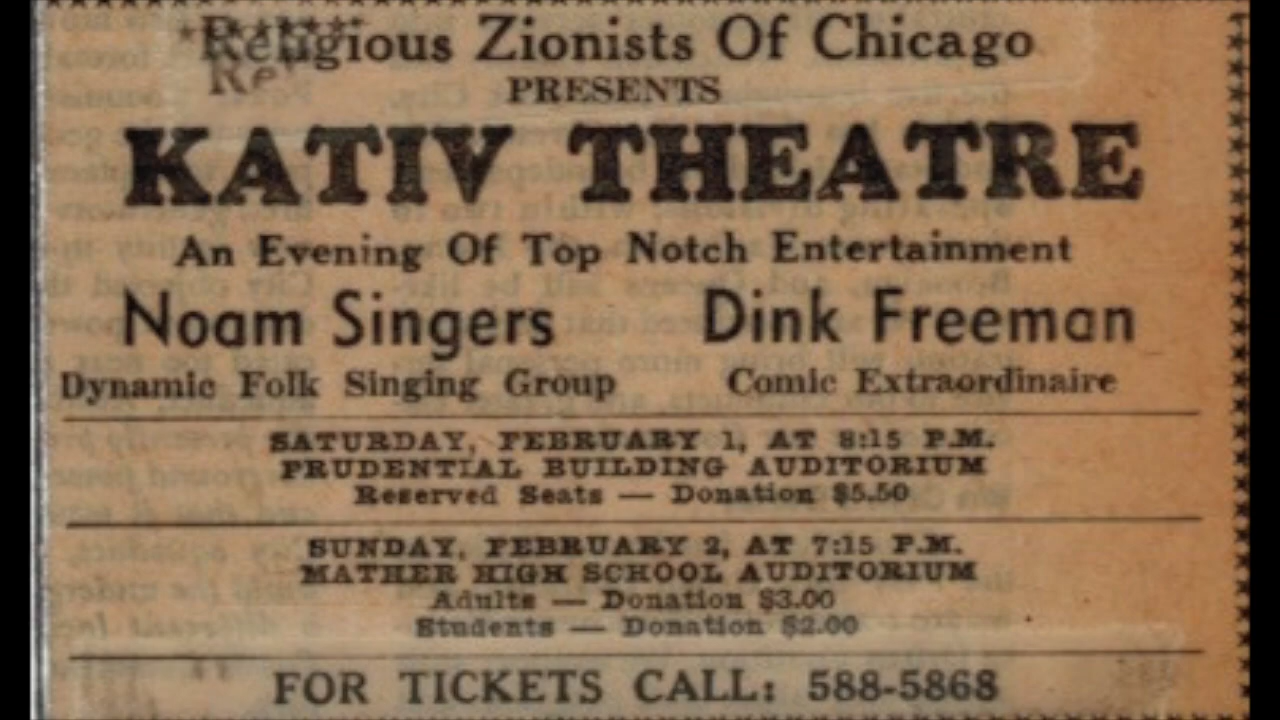 Religious Zionists Of Chicago
PRESENTS
KATIV THEATRE
An Evening Of Top Notch Entertainment
Noam Singers Dink Freeman
Dynamic Folk Singing Group Comic Extraordinaire
SATURDAY, FEBRUARY 1, AT 8:15 P.M.
PRUDENTIAL BUILDING AUDITORIUM
Reserved Seats — Donation $5.50
SUNDAY, FEBRUARY 2, AT 7:15 P.M.
MATHER HIGH SCHOOL AUDITORIUM
Adults — Donation $3.00
Students — Donation $2.00
FOR TICKETS CALL: 588-5868